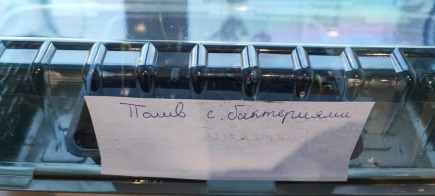 Полив с бактериями